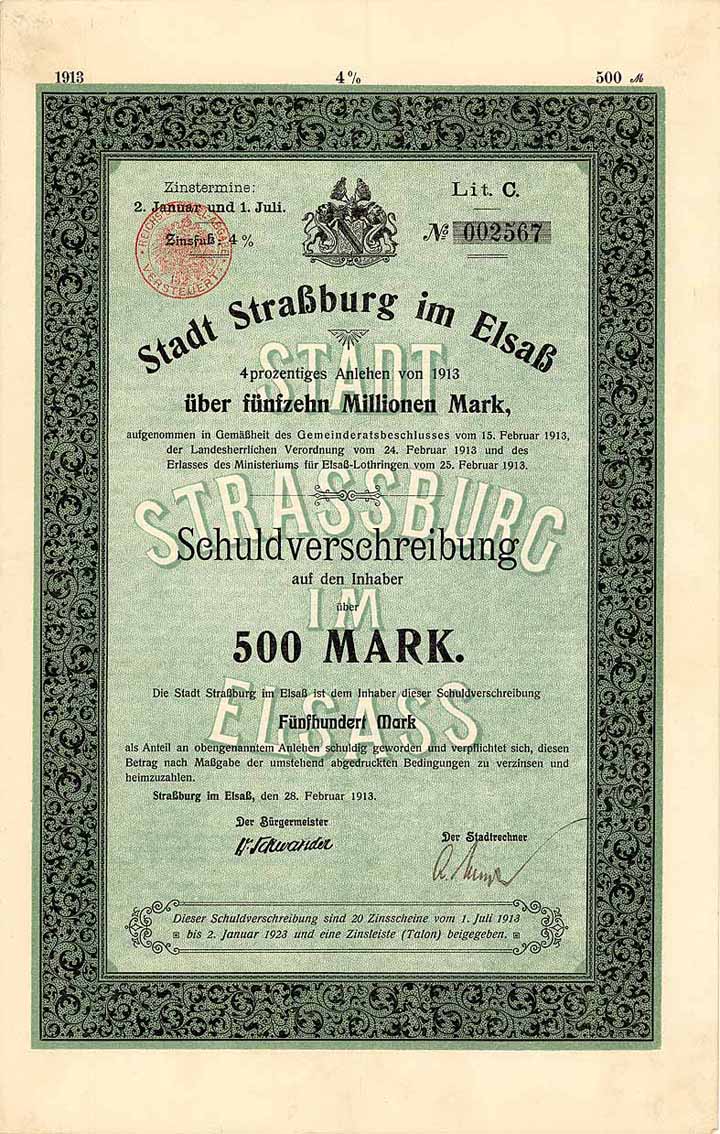 1913 4% 500 M
Zinstermine:
2. Januar und 1. Juli.
Zinsfuß 4%
REICHS VERSTEUERT
Lit. C.
№ 002567
Stadt Straßburg im Elsaß
4prozentiges Anlehen von 1913
über fünfzehn Millionen Mark,
aufgenommen in Gemäßheit des Gemeinderatsbeschlusses vom 15. Februar 1913,
der Landesherrlichen Verordnung vom 24. Februar 1913 und des
Erlasses des Ministeriums für Elsaß-Lothringen vom 25. Februar 1913.
STADT
STRASSBURG
IM
ELSASS
Schuldverschreibung
auf den Inhaber
über
500 MARK.
Die Stadt Straßburg im Elsaß ist dem Inhaber dieser Schuldverschreibung
Fünfhundert Mark
als Anteil an obengenanntem Anlehen schuldig geworden und verpflichtet sich, diesen
Betrag nach Maßgabe der umstehend abgedruckten Bedingungen zu verzinsen und
heimzuzahlen.
Straßburg im Elsaß, den 28. Februar 1913.
Der Bürgermeister
Dr. Schwander
Der Stadtrechner
Dieser Schuldverschreibung sind 20 Zinsscheine vom 1. Juli 1913
bis 2. Januar 1923 und eine Zinsleiste (Talon) beigegeben.